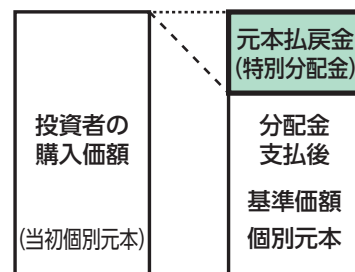 投資者の
購入価額
(当初個別元本)
元本払戻金
(特別分配金)
分配金
支払後
基準価額
個別元本